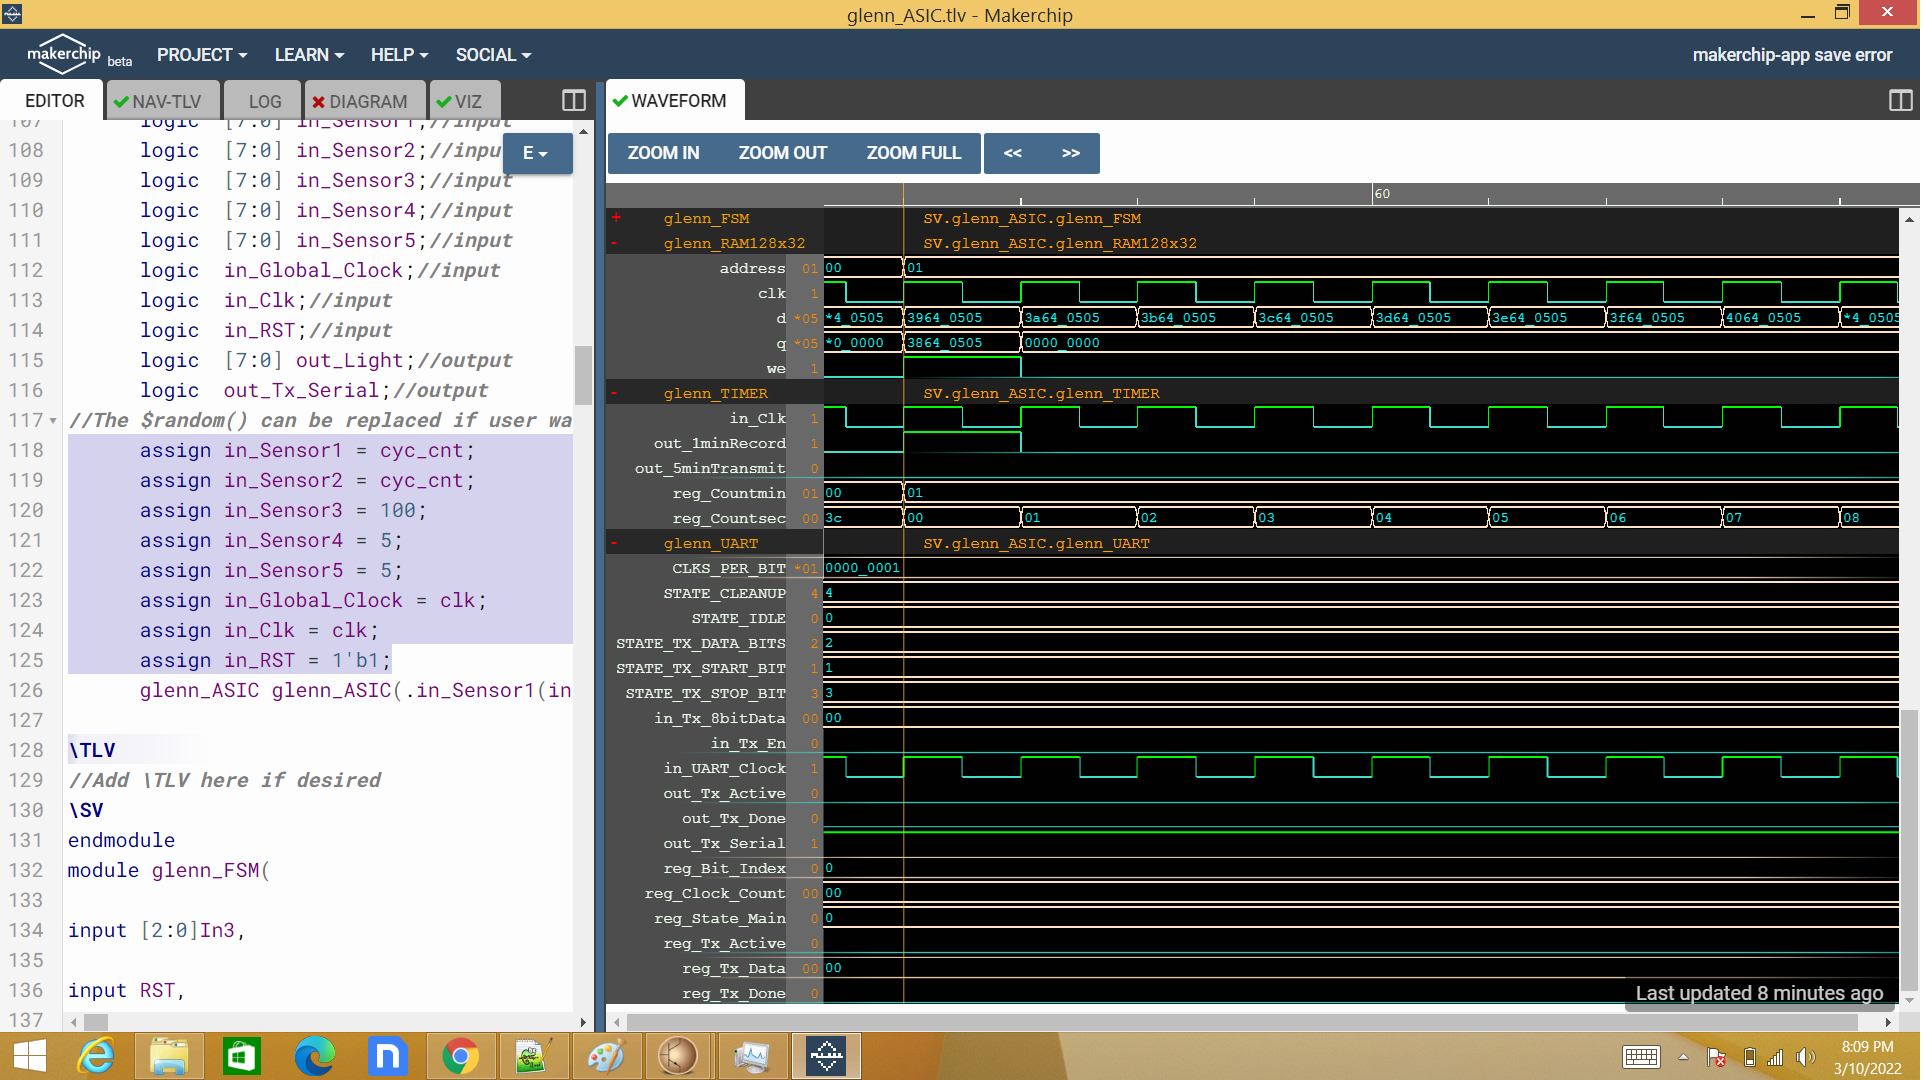 glenn_ASIC.tlv - Makerchip
makerchip beta PROJECT LEARN HELP SOCIAL makerchip-app save error
EDITOR NAV-TLV LOG DIAGRAM VIZ
107 logic [7:0] in_Sensor1;//input
108 logic [7:0] in_Sensor2;//inpu
109 logic [7:0] in_Sensor3;//input
110 logic [7:0] in_Sensor4;//input
111 logic [7:0] in_Sensor5;//input
112 logic in_Global_Clock;//input
113 logic in_Clk;//input
114 logic in_RST;//input
115 logic [7:0] out_Light;//output
116 logic out_Tx_Serial;//output
117 //The $random() can be replaced if user wa
118 assign in_Sensor1 = cyc_cnt;
119 assign in_Sensor2 = cyc_cnt;
120 assign in_Sensor3 = 100;
121 assign in_Sensor4 = 5;
122 assign in_Sensor5 = 5;
123 assign in_Global_Clock = clk;
124 assign in_Clk = clk;
125 assign in_RST = 1'b1;
126 glenn_ASIC glenn_ASIC(.in_Sensor1(in
127
128 \TLV
129 //Add \TLV here if desired
130 \SV
131 endmodule
132 module glenn_FSM(
133
134 input [2:0]In3,
135
136 input RST,
137
E
WAVEFORM
ZOOM IN ZOOM OUT ZOOM FULL << >>
60
+ glenn_FSM SV.glenn_ASIC.glenn_FSM
- glenn_RAM128x32 SV.glenn_ASIC.glenn_RAM128x32
address 01 00 01
clk 1
d *05 *4_0505 3964_0505 3a64_0505 3b64_0505 3c64_0505 3d64_0505 3e64_0505 3f64_0505 4064_0505 *4_0505
q *05 *0_0000 3864_0505 0000_0000
we 1
- glenn_TIMER SV.glenn_ASIC.glenn_TIMER
in_Clk 1
out_1minRecord 1
out_5minTransmit 0
reg_Countmin 01 00 01
reg_Countsec 00 3c 00 01 02 03 04 05 06 07 08
- glenn_UART SV.glenn_ASIC.glenn_UART
CLKS_PER_BIT *01 0000_0001
STATE_CLEANUP 4 4
STATE_IDLE 0 0
STATE_TX_DATA_BITS 2 2
STATE_TX_START_BIT 1 1
STATE_TX_STOP_BIT 3 3
in_Tx_8bitData 00 00
in_Tx_En 0
in_UART_Clock 1
out_Tx_Active 0
out_Tx_Done 0
out_Tx_Serial 1
reg_Bit_Index 0 0
reg_Clock_Count 00 00
reg_State_Main 0 0
reg_Tx_Active 0
reg_Tx_Data 00 00
reg_Tx_Done 0
Last updated 8 minutes ago
8:09 PM
3/10/2022